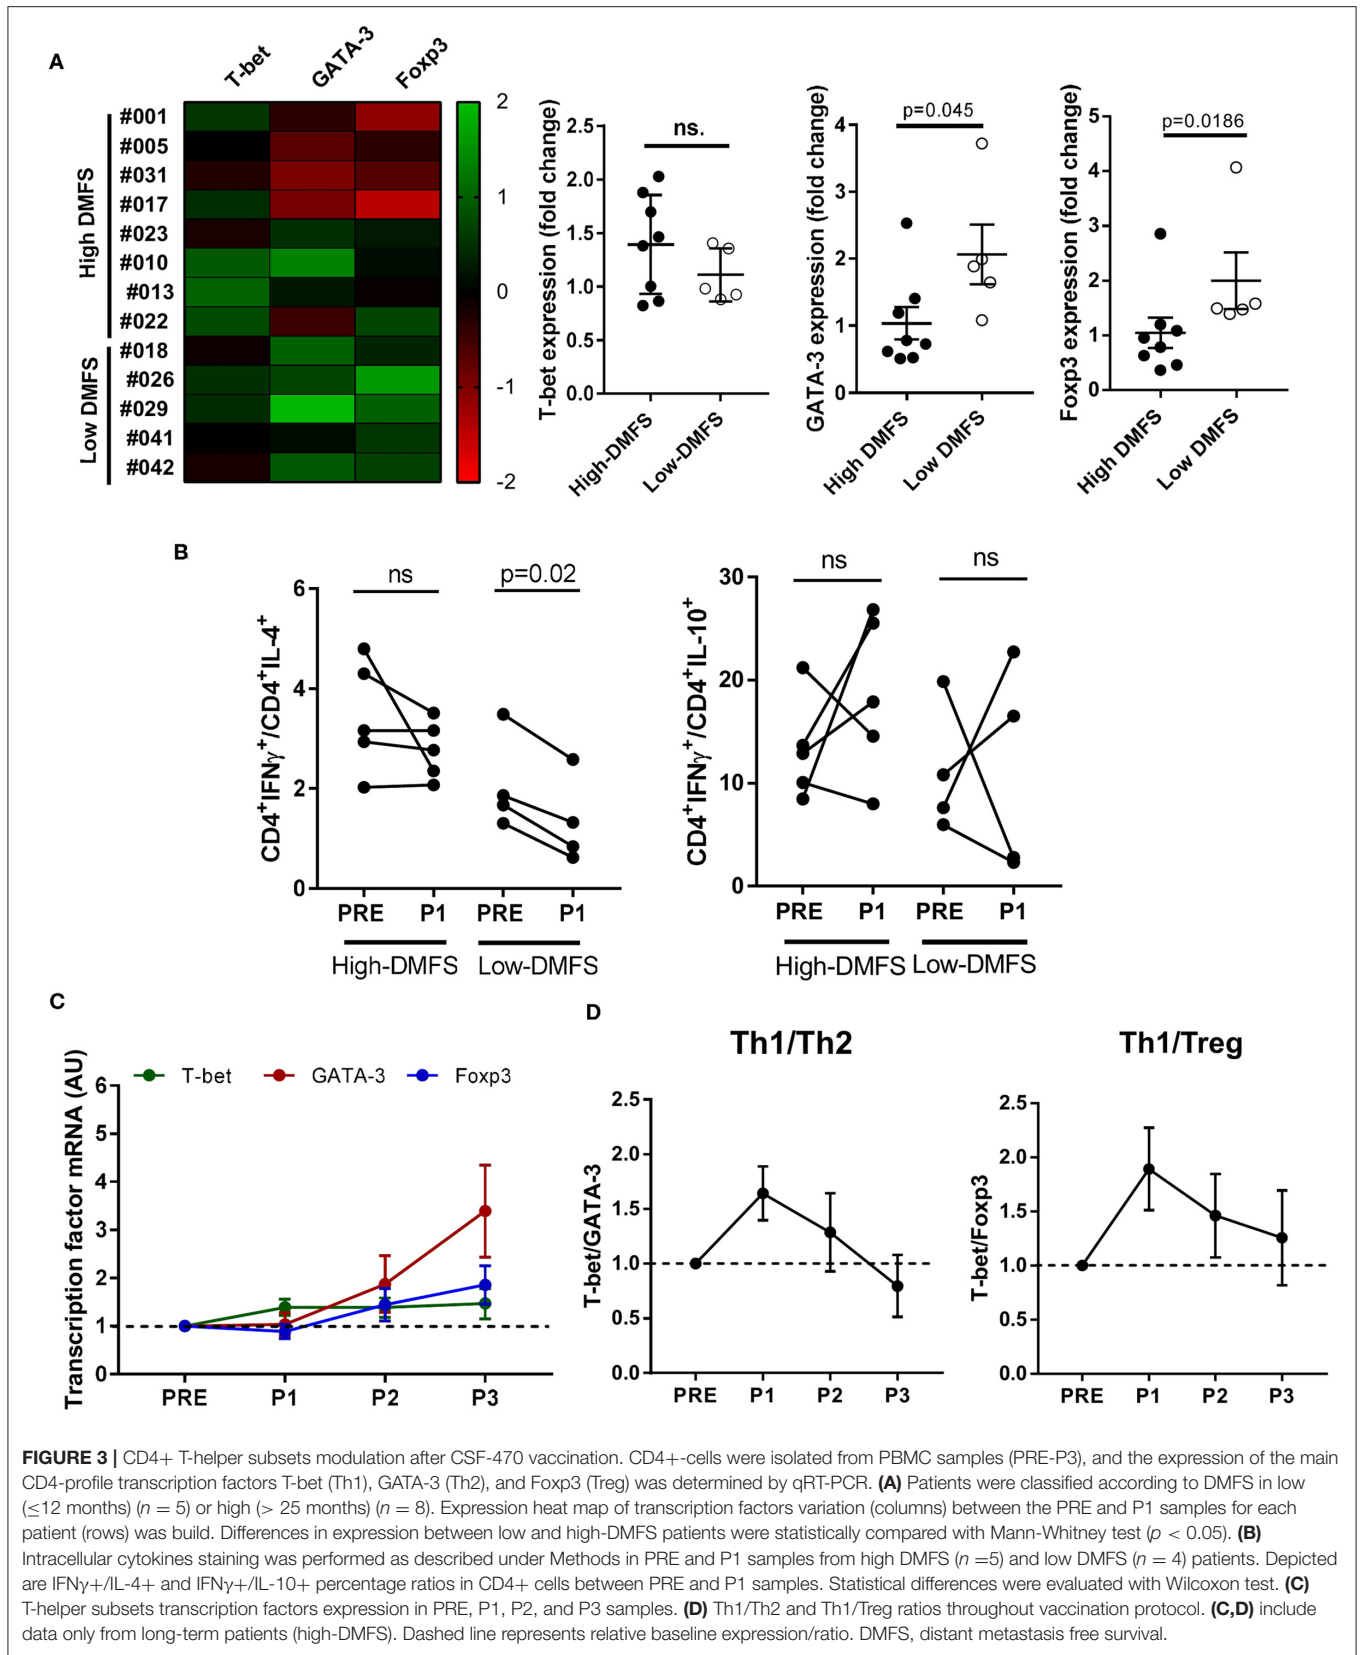 A
T-bet GATA-3 Foxp3
High DMFS
#001
#005
#031
#017
#023
#010
#013
#022
Low DMFS
#018
#026
#029
#041
#042
2
1
0
-1
-2
T-bet expression (fold change)
2.5
2.0
1.5
1.0
0.5
0.0
ns.
High-DMFS Low-DMFS
GATA-3 expression (fold change)
4
3
2
1
0
p=0.045
High DMFS Low DMFS
Foxp3 expression (fold change)
5
4
3
2
1
0
p=0.0186
High DMFS Low DMFS
B
CD4+IFNγ+/CD4+IL-4+
6
4
2
0
ns p=0.02
PRE P1 PRE P1
High-DMFS Low-DMFS
CD4+IFNγ+/CD4+IL-10+
30
20
10
0
ns ns
PRE P1 PRE P1
High-DMFS Low-DMFS
C
T-bet GATA-3 Foxp3
Transcription factor mRNA (AU)
6
5
4
3
2
1
0
PRE P1 P2 P3
D
Th1/Th2
T-bet/GATA-3
2.5
2.0
1.5
1.0
0.5
0.0
PRE P1 P2 P3
Th1/Treg
T-bet/Foxp3
2.5
2.0
1.5
1.0
0.5
0.0
PRE P1 P2 P3
FIGURE 3 | CD4+ T-helper subsets modulation after CSF-470 vaccination. CD4+-cells were isolated from PBMC samples (PRE-P3), and the expression of the main
CD4-profile transcription factors T-bet (Th1), GATA-3 (Th2), and Foxp3 (Treg) was determined by qRT-PCR. (A) Patients were classified according to DMFS in low
(≤12 months) (n = 5) or high (> 25 months) (n = 8). Expression heat map of transcription factors variation (columns) between the PRE and P1 samples for each
patient (rows) was build. Differences in expression between low and high-DMFS patients were statistically compared with Mann-Whitney test (p < 0.05). (B)
Intracellular cytokines staining was performed as described under Methods in PRE and P1 samples from high DMFS (n =5) and low DMFS (n = 4) patients. Depicted
are IFNγ+/IL-4+ and IFNγ+/IL-10+ percentage ratios in CD4+ cells between PRE and P1 samples. Statistical differences were evaluated with Wilcoxon test. (C)
T-helper subsets transcription factors expression in PRE, P1, P2, and P3 samples. (D) Th1/Th2 and Th1/Treg ratios throughout vaccination protocol. (C,D) include
data only from long-term patients (high-DMFS). Dashed line represents relative baseline expression/ratio. DMFS, distant metastasis free survival.